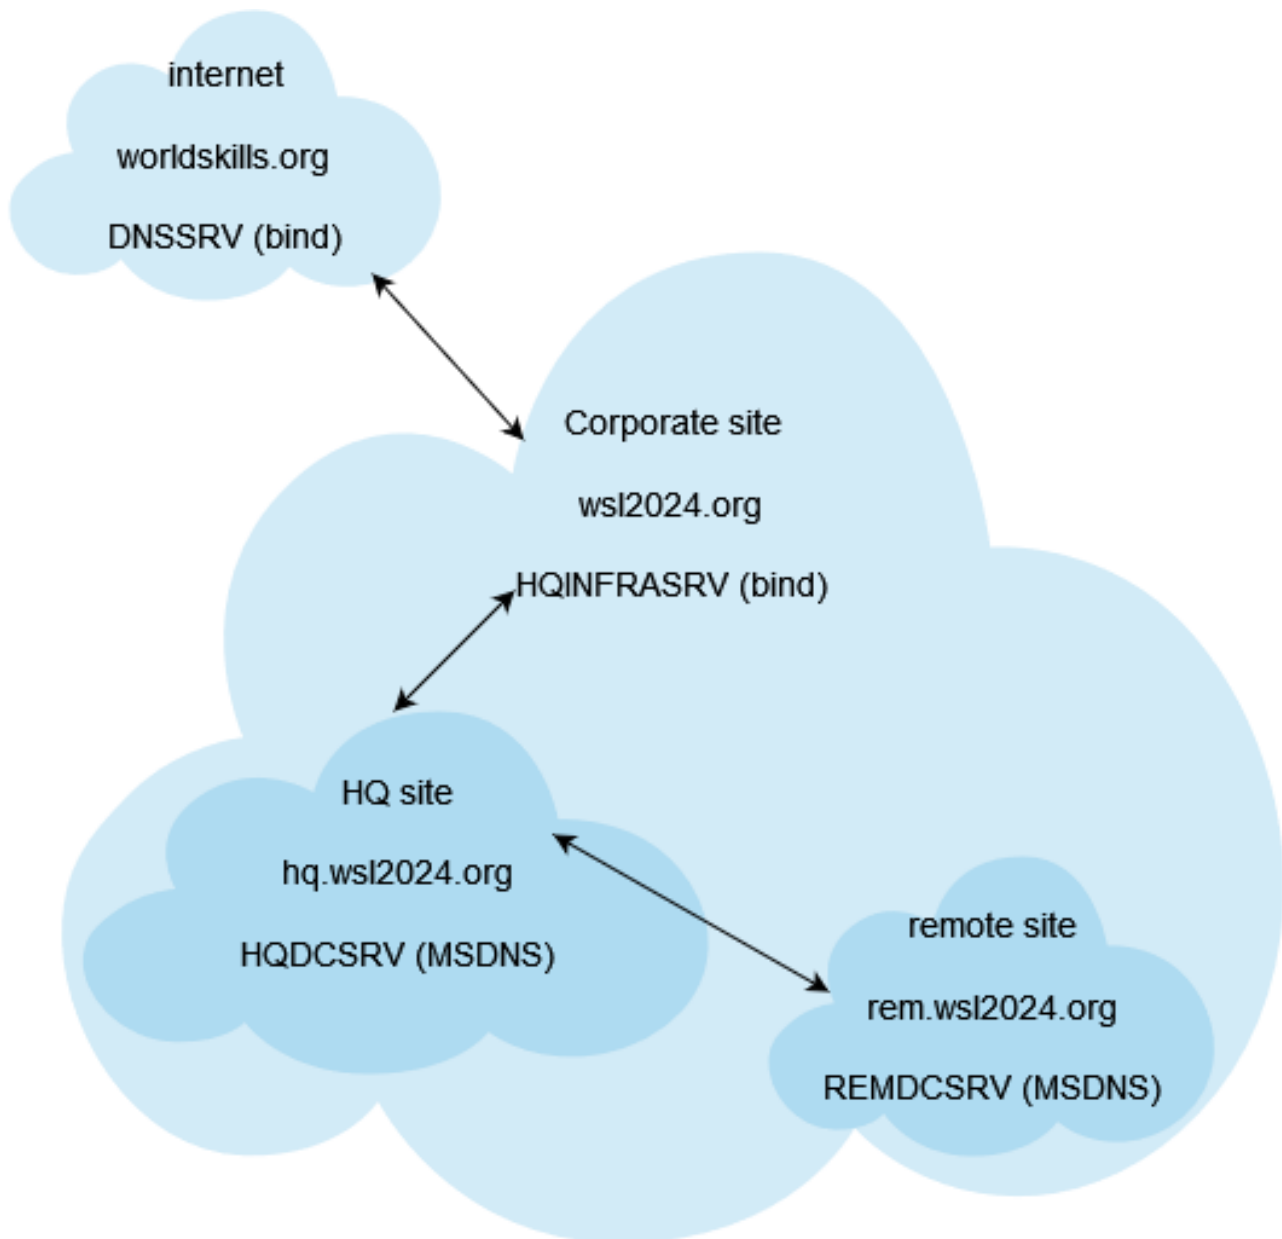 internet
worldskills.org
DNSSRV (bind)
Corporate site
wsl2024.org
HQINFRASRV (bind)
HQ site
hq.wsl2024.org
HQDCSRV (MSDNS)
remote site
rem.wsl2024.org
REMDCSRV (MSDNS)